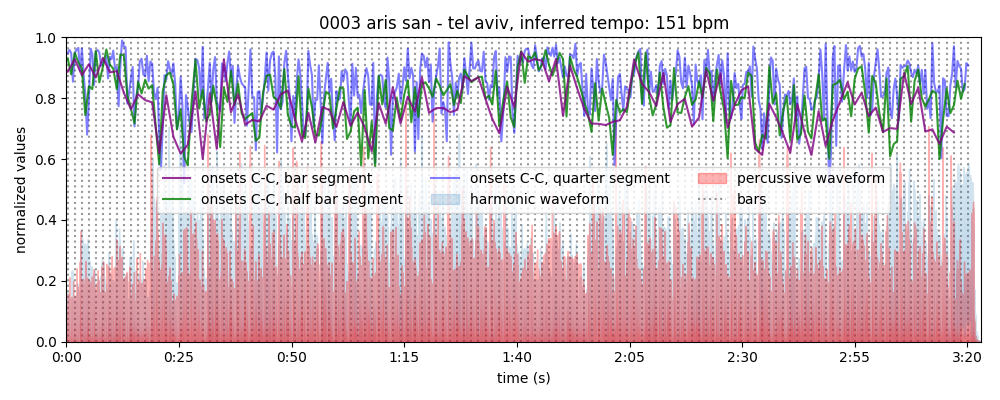 0003 aris san - tel aviv, inferred tempo: 151 bpm
1.0
0.8
0.6
0.4
0.2
0.0
normalized values
onsets C-C, bar segment
onsets C-C, half bar segment
onsets C-C, quarter segment
harmonic waveform
percussive waveform
bars
0:00 0:25 0:50 1:15 1:40 2:05 2:30 2:55 3:20
time (s)